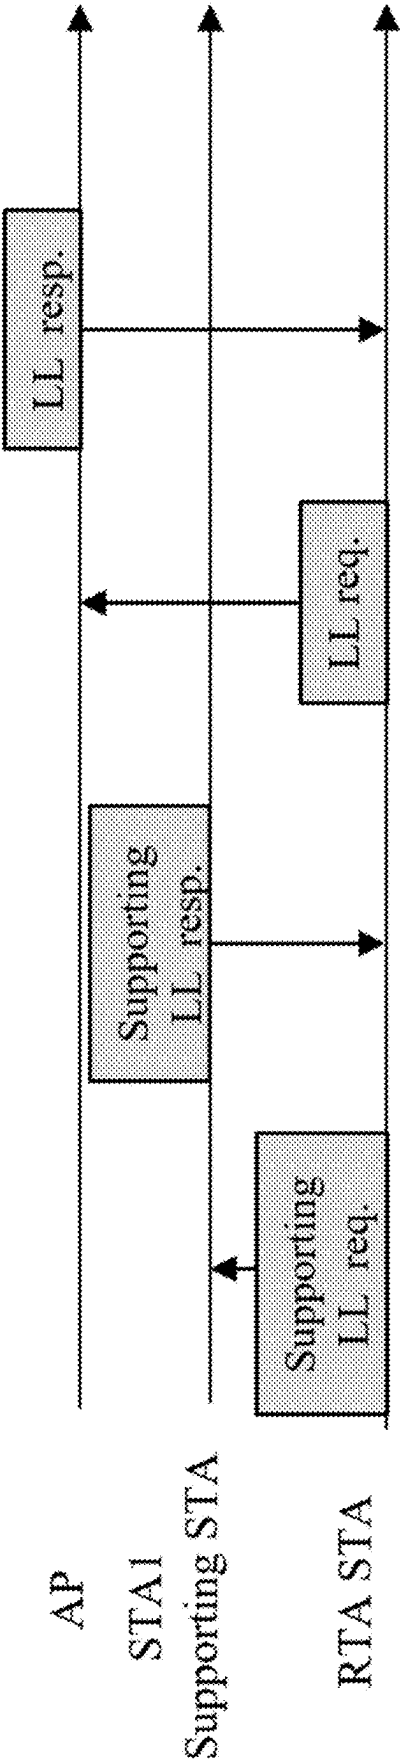 AP
STA1
Supporting STA
RTA STA
Supporting
LL req.
Supporting
LL resp.
LL req.
LL resp.